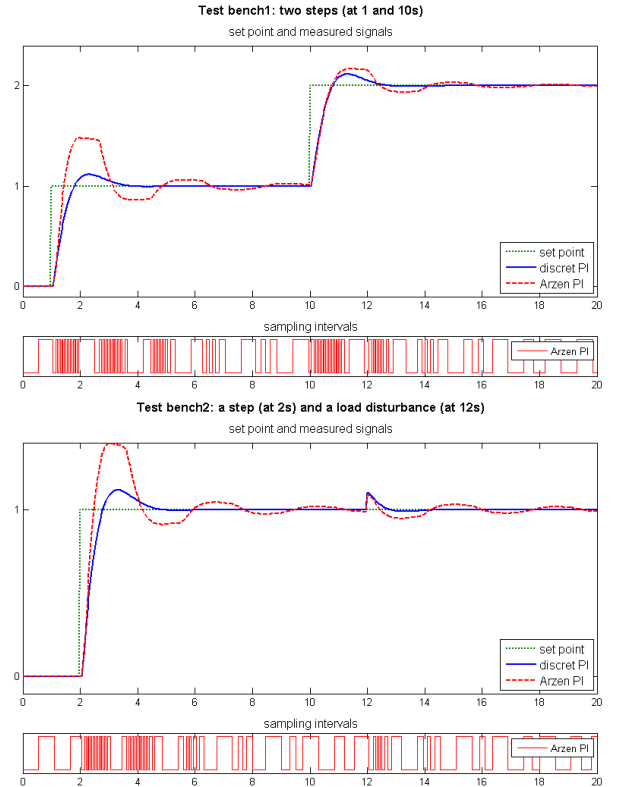 Test bench1: two steps (at 1 and 10s)
set point and measured signals
2
1
0
set point
discret PI
Arzen PI
0 2 4 6 8 10 12 14 16 18 20
sampling intervals
Arzen PI
0 2 4 6 8 10 12 14 16 18 20
Test bench2: a step (at 2s) and a load disturbance (at 12s)
set point and measured signals
1
0
set point
discret PI
Arzen PI
0 2 4 6 8 10 12 14 16 18 20
sampling intervals
Arzen PI
0 2 4 6 8 10 12 14 16 18 20